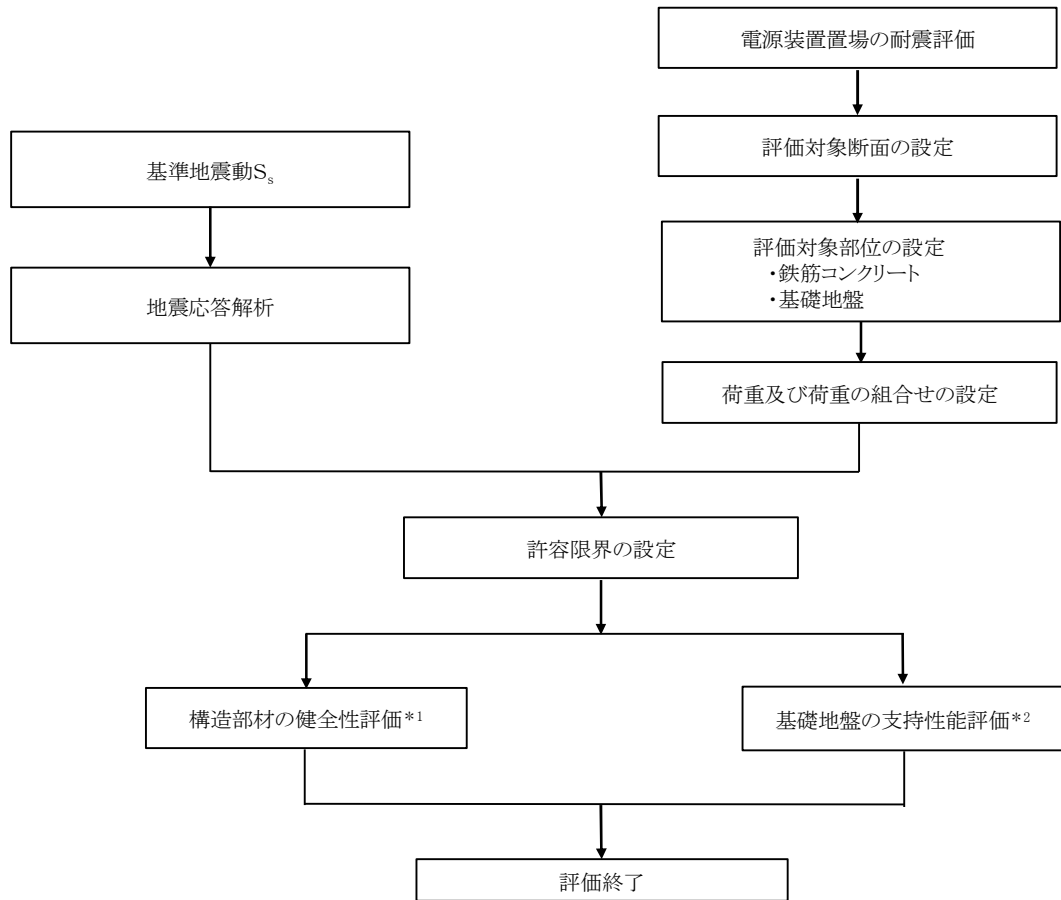 電源装置置場の耐震評価
評価対象断面の設定
基準地震動Ss
評価対象部位の設定
・鉄筋コンクリート
・基礎地盤
地震応答解析
荷重及び荷重の組合せの設定
許容限界の設定
構造部材の健全性評価*1
基礎地盤の支持性能評価*2
評価終了